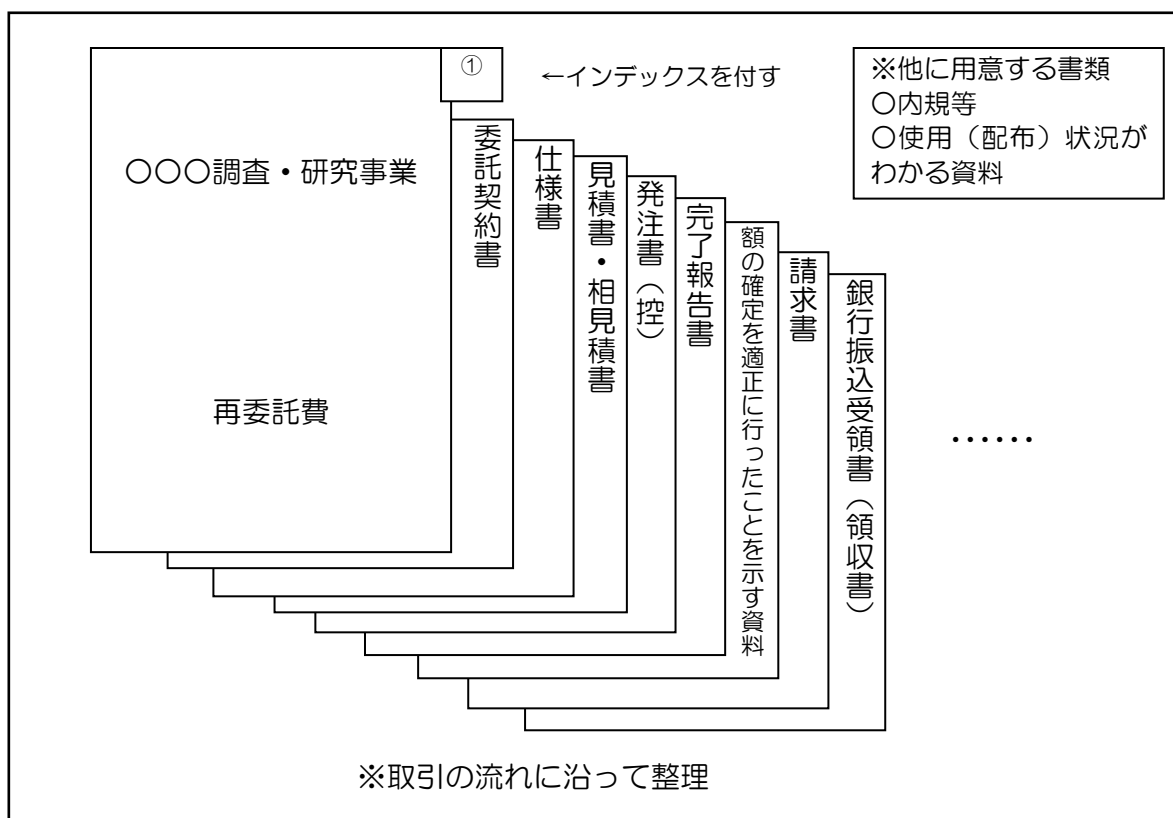 ①
←インデックスを付す
※他に用意する書類
〇内規等
〇使用（配布）状況が
わかる資料
〇〇〇調査・研究事業
再委託費
委託契約書
仕様書
見積書・相見積書
発注書（控）
完了報告書
額の確定を適正に行ったことを示す資料
請求書
銀行振込受領書（領収書）
……
※取引の流れに沿って整理